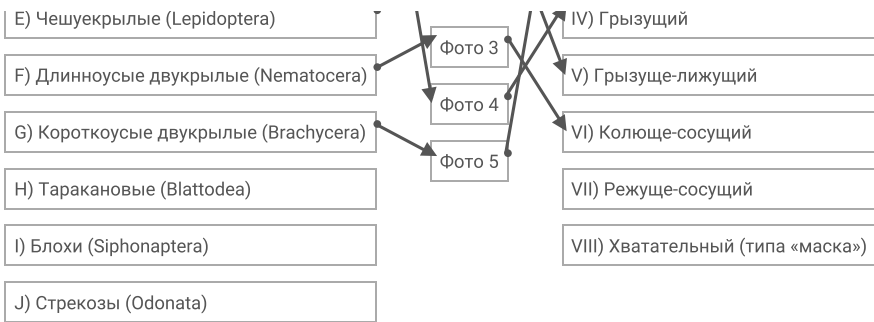 E) Чешуекрылые (Lepidoptera)
F) Длинноусые двукрылые (Nematocera)
G) Короткоусые двукрылые (Brachycera)
H) Таракановые (Blattodea)
I) Блохи (Siphonaptera)
J) Стрекозы (Odonata)
Фото 3
Фото 4
Фото 5
IV) Грызущий
V) Грызуще-лижущий
VI) Колюще-сосущий
VII) Режуще-сосущий
VIII) Хватательный (типа «маска»)